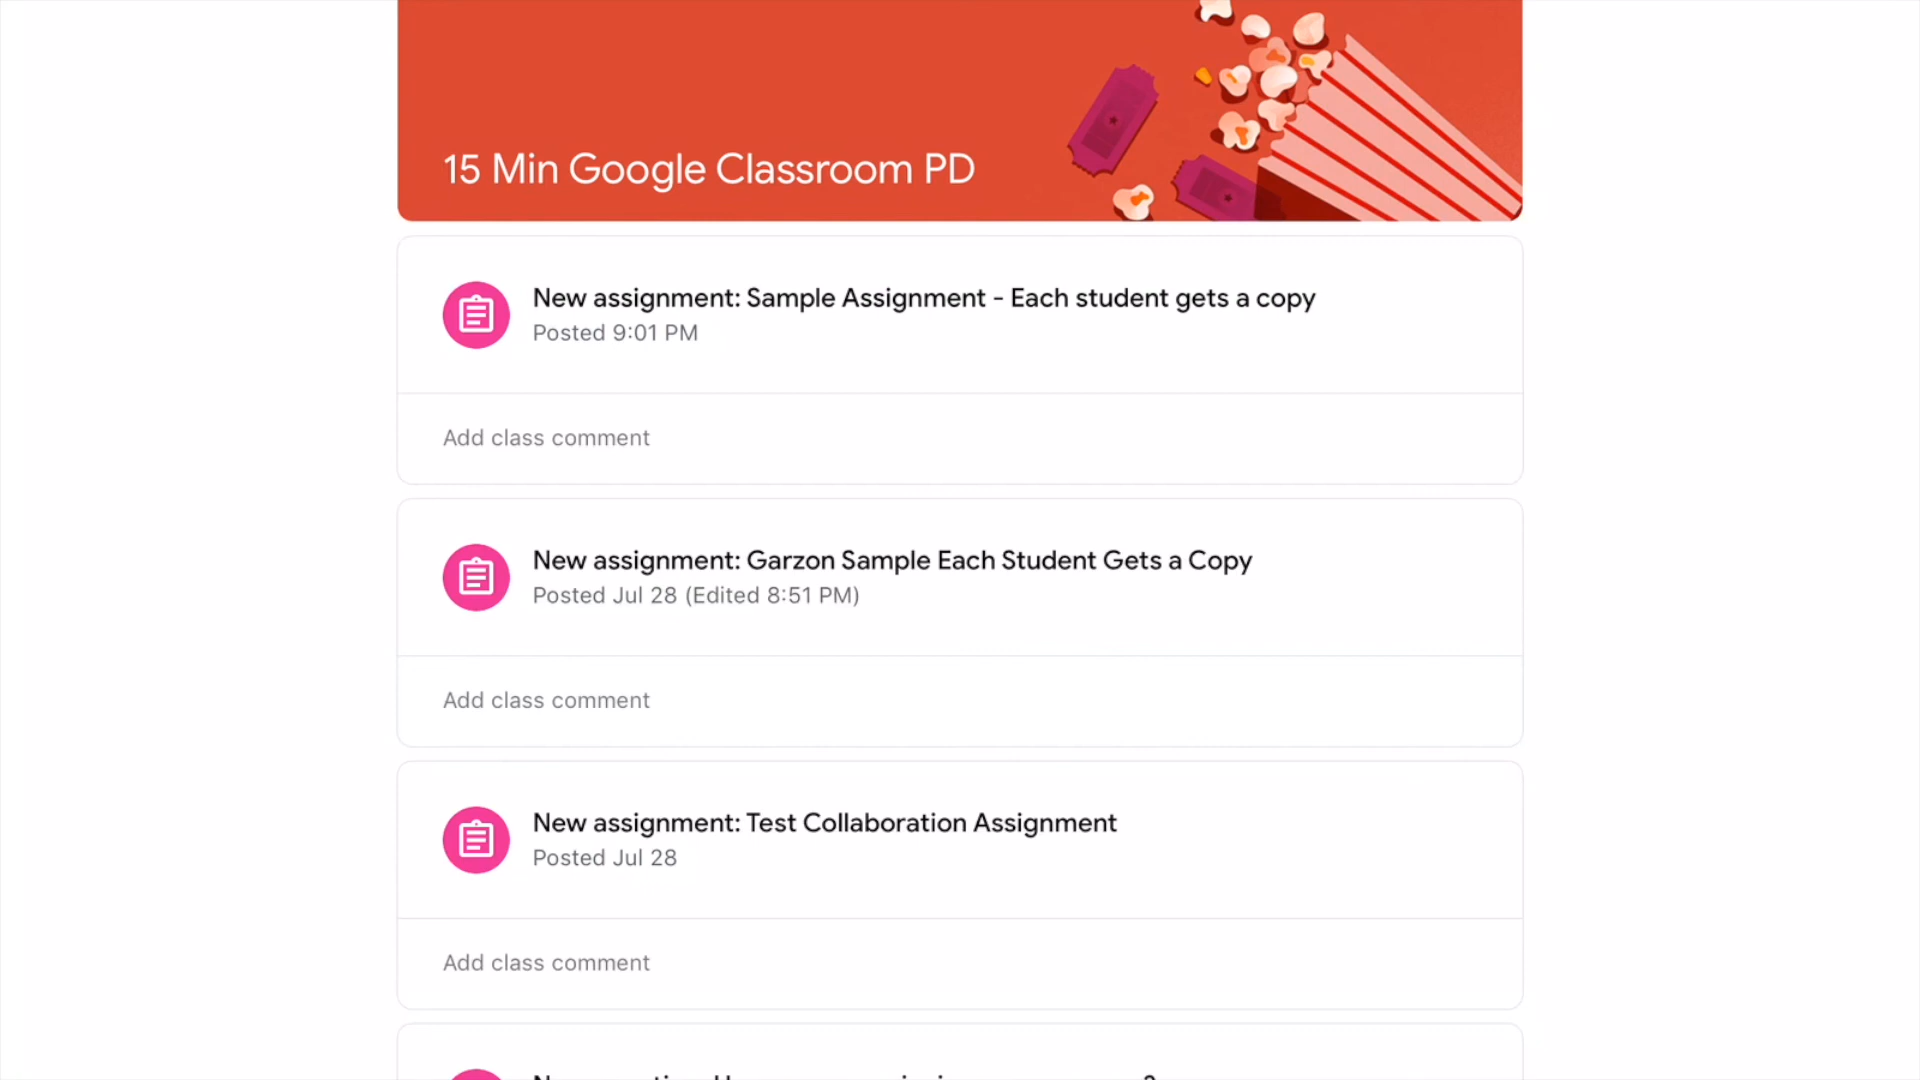 15 Min Google Classroom PD
New assignment: Sample Assignment - Each student gets a copy
Posted 9:01 PM
Add class comment
New assignment: Garzon Sample Each Student Gets a Copy
Posted Jul 28 (Edited 8:51 PM)
Add class comment
New assignment: Test Collaboration Assignment
Posted Jul 28
Add class comment